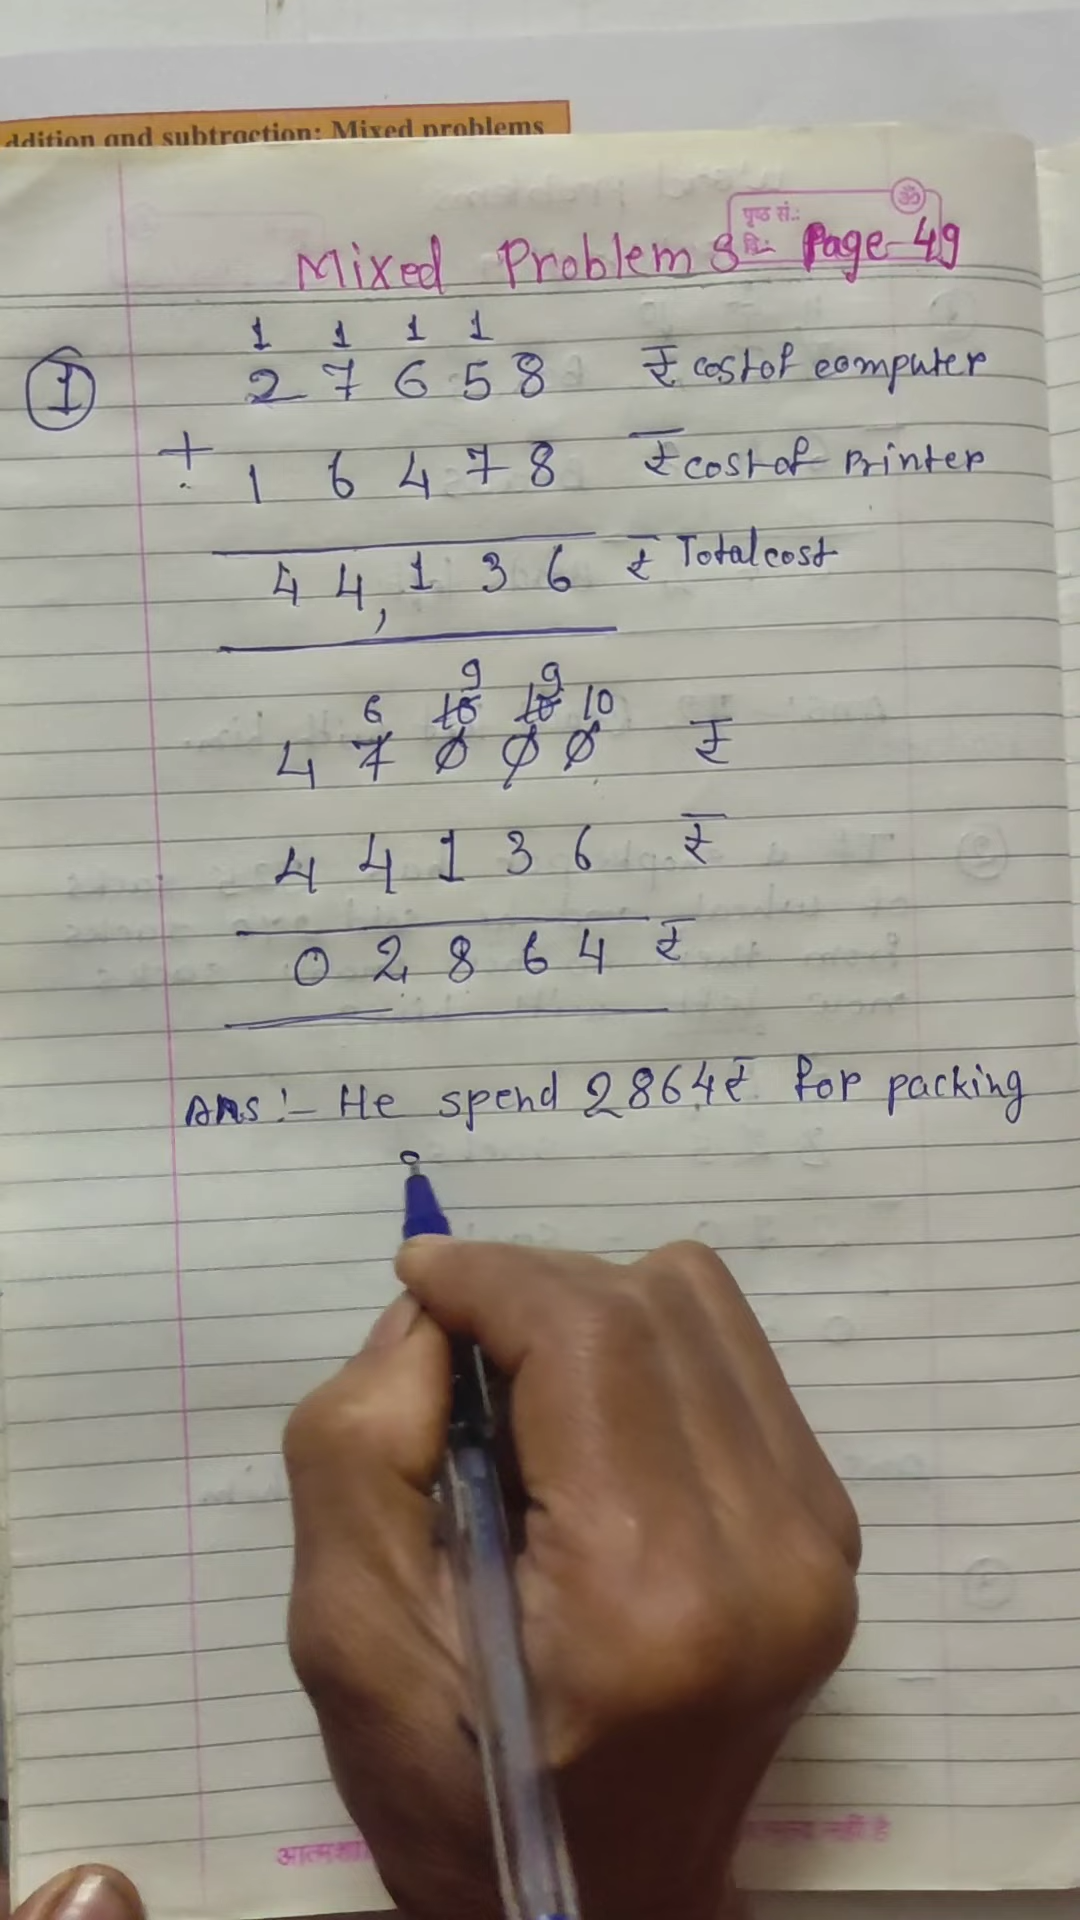 ddition and subtraction: Mixed problems
पृष्ठ सं.:
दि.:
Mixed Problems Page-49
1 1 1 1
1 2 7 6 5 8 ₹ cost of computer
+ 1 6 4 7 8 ₹ cost of Printer
4 4, 1 3 6 ₹ Total cost
9 9
6 10 10 10
4 7 0 0 0 ₹
4 4 1 3 6 ₹
0 2 8 6 4 ₹
Ans :- He spend 2864₹ for packing